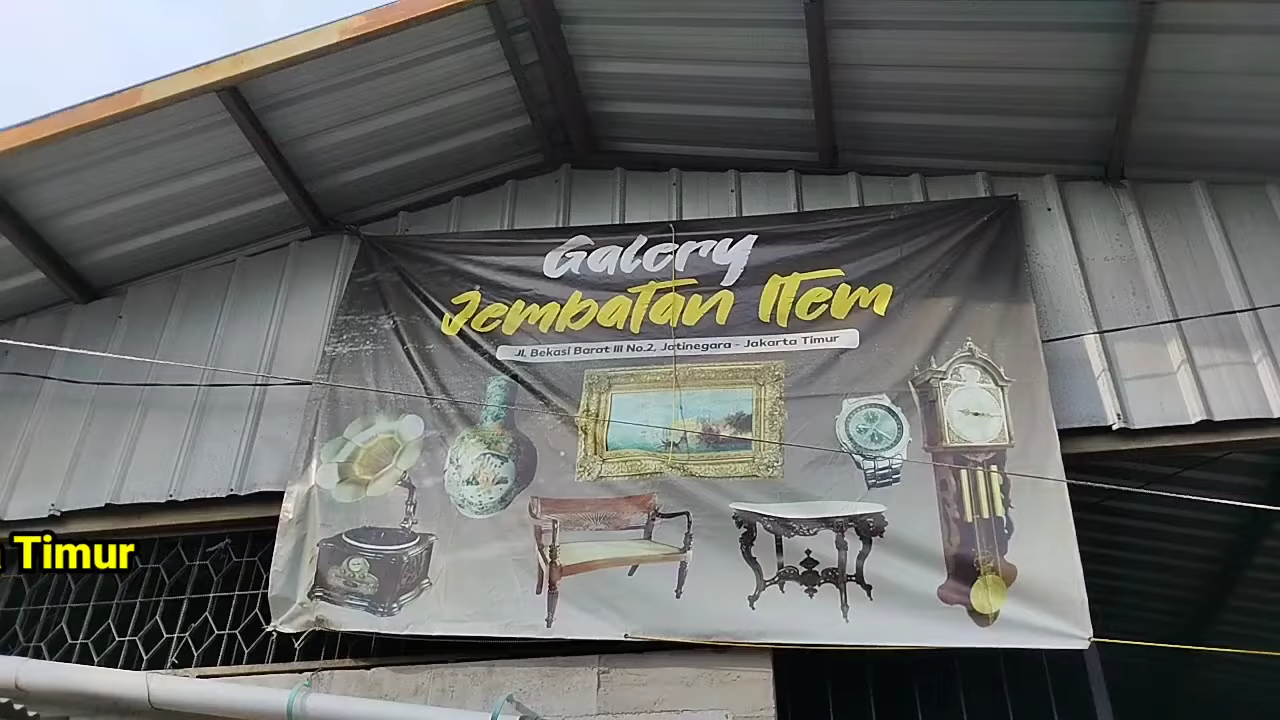 Galery
Jembatan ITem
Jl. Bekasi Barat III No.2, Jatinegara - Jakarta Timur
Timur